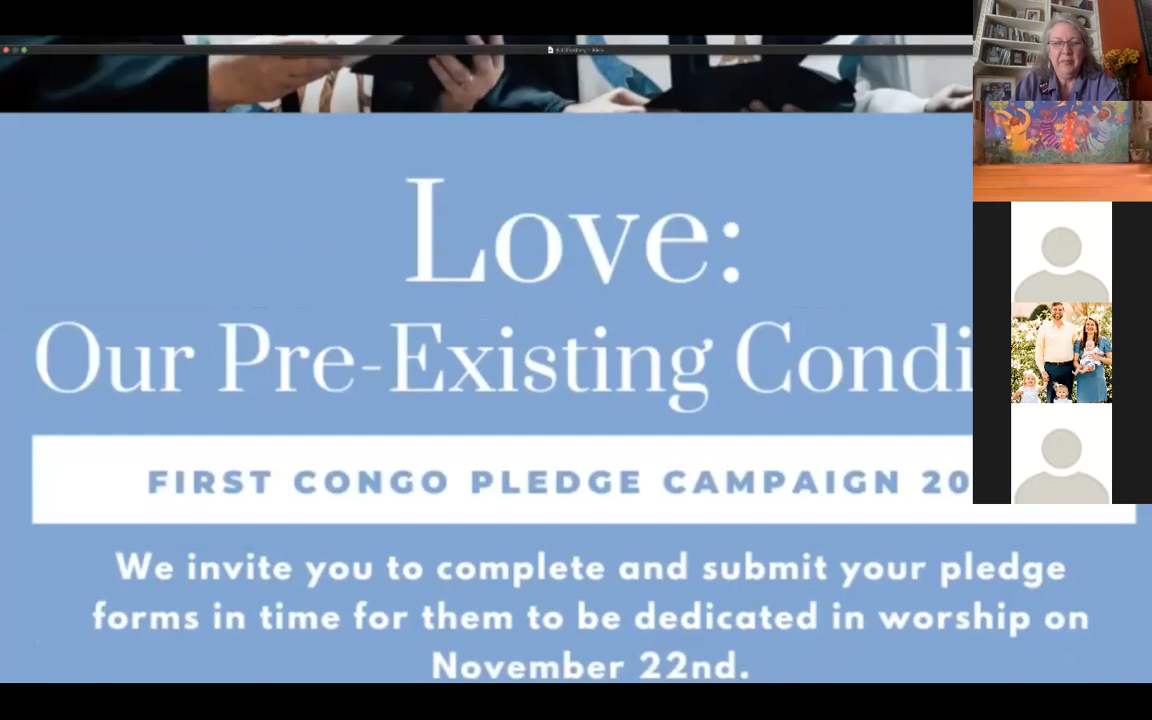 Love:
Our Pre-Existing Condi
FIRST CONGO PLEDGE CAMPAIGN 20
We invite you to complete and submit your pledge
forms in time for them to be dedicated in worship on
November 22nd.